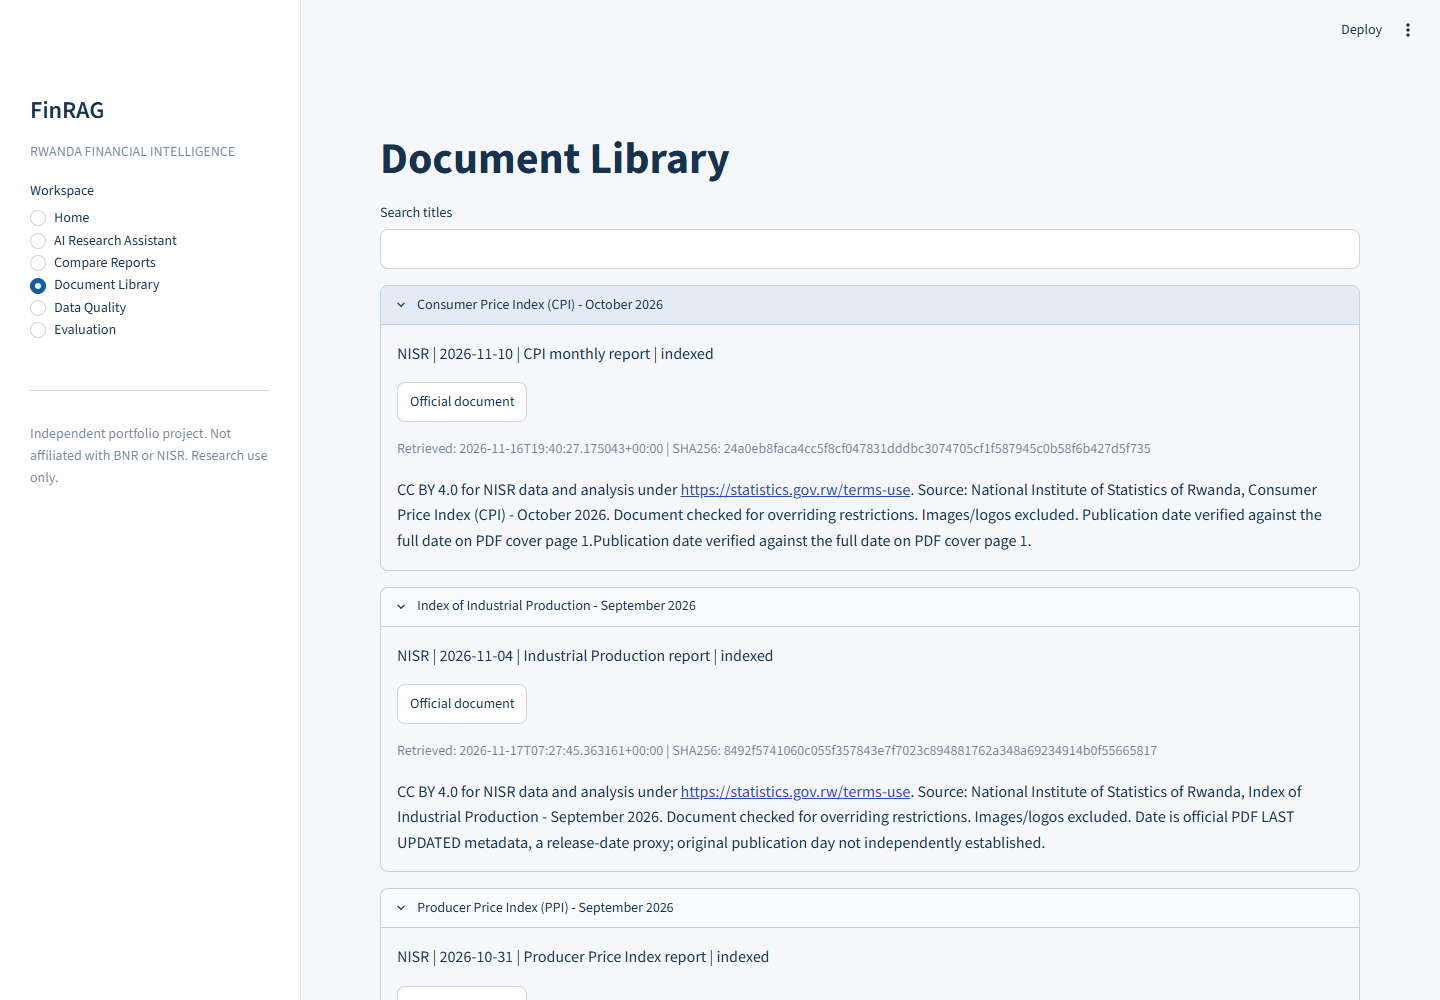 Deploy
FinRAG
RWANDA FINANCIAL INTELLIGENCE
Workspace
Home
AI Research Assistant
Compare Reports
Document Library
Data Quality
Evaluation
Independent portfolio project. Not
affiliated with BNR or NISR. Research use
only.
Document Library
Search titles
Consumer Price Index (CPI) - October 2026
NISR | 2026-11-10 | CPI monthly report | indexed
Official document
Retrieved: 2026-11-16T19:40:27.175043+00:00 | SHA256: 24a0eb8faca4cc5f8cf047831dddbc3074705cf1f587945c0b58f6b427d5f735
CC BY 4.0 for NISR data and analysis under https://statistics.gov.rw/terms-use. Source: National Institute of Statistics of Rwanda, Consumer
Price Index (CPI) - October 2026. Document checked for overriding restrictions. Images/logos excluded. Publication date verified against the
full date on PDF cover page 1.Publication date verified against the full date on PDF cover page 1.
Index of Industrial Production - September 2026
NISR | 2026-11-04 | Industrial Production report | indexed
Official document
Retrieved: 2026-11-17T07:27:45.363161+00:00 | SHA256: 8492f5741060c055f357843e7f7023c894881762a348a69234914b0f55665817
CC BY 4.0 for NISR data and analysis under https://statistics.gov.rw/terms-use. Source: National Institute of Statistics of Rwanda, Index of
Industrial Production - September 2026. Document checked for overriding restrictions. Images/logos excluded. Date is official PDF LAST
UPDATED metadata, a release-date proxy; original publication day not independently established.
Producer Price Index (PPI) - September 2026
NISR | 2026-10-31 | Producer Price Index report | indexed